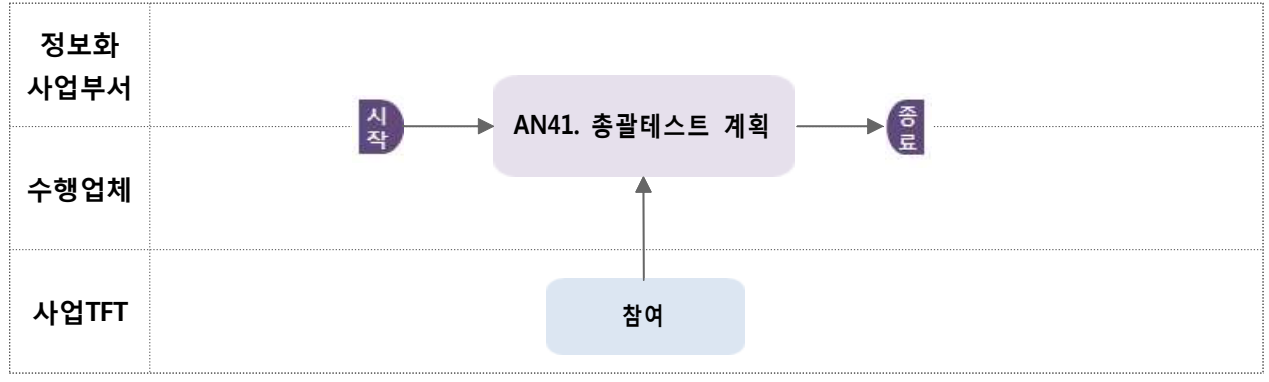 정보화
사업부서
시작
AN41. 총괄테스트 계획
종료
수행업체
사업TFT
참여